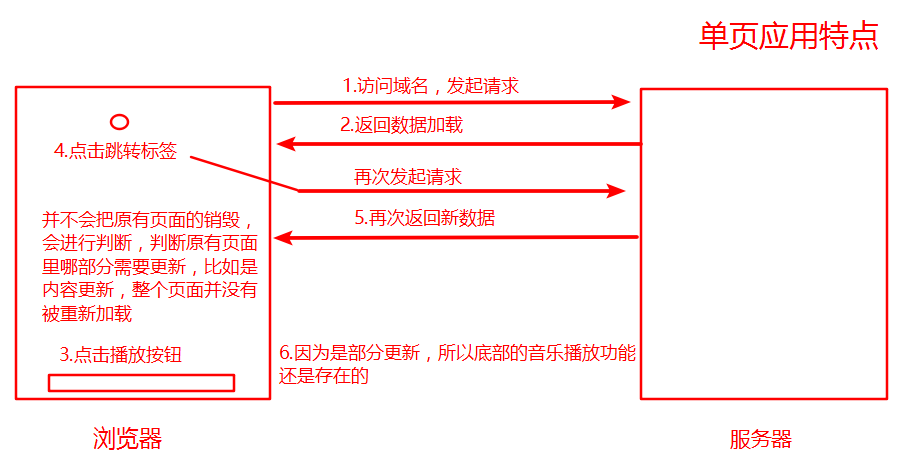 单页应用特点
1.访问域名，发起请求
2.返回数据加载
4.点击跳转标签
再次发起请求
5.再次返回新数据
并不会把原有页面的销毁，
会进行判断，判断原有页面
里哪部分需要更新，比如是
内容更新，整个页面并没有
被重新加载
3.点击播放按钮
6.因为是部分更新，所以底部的音乐播放功能
还是存在的
浏览器
服务器